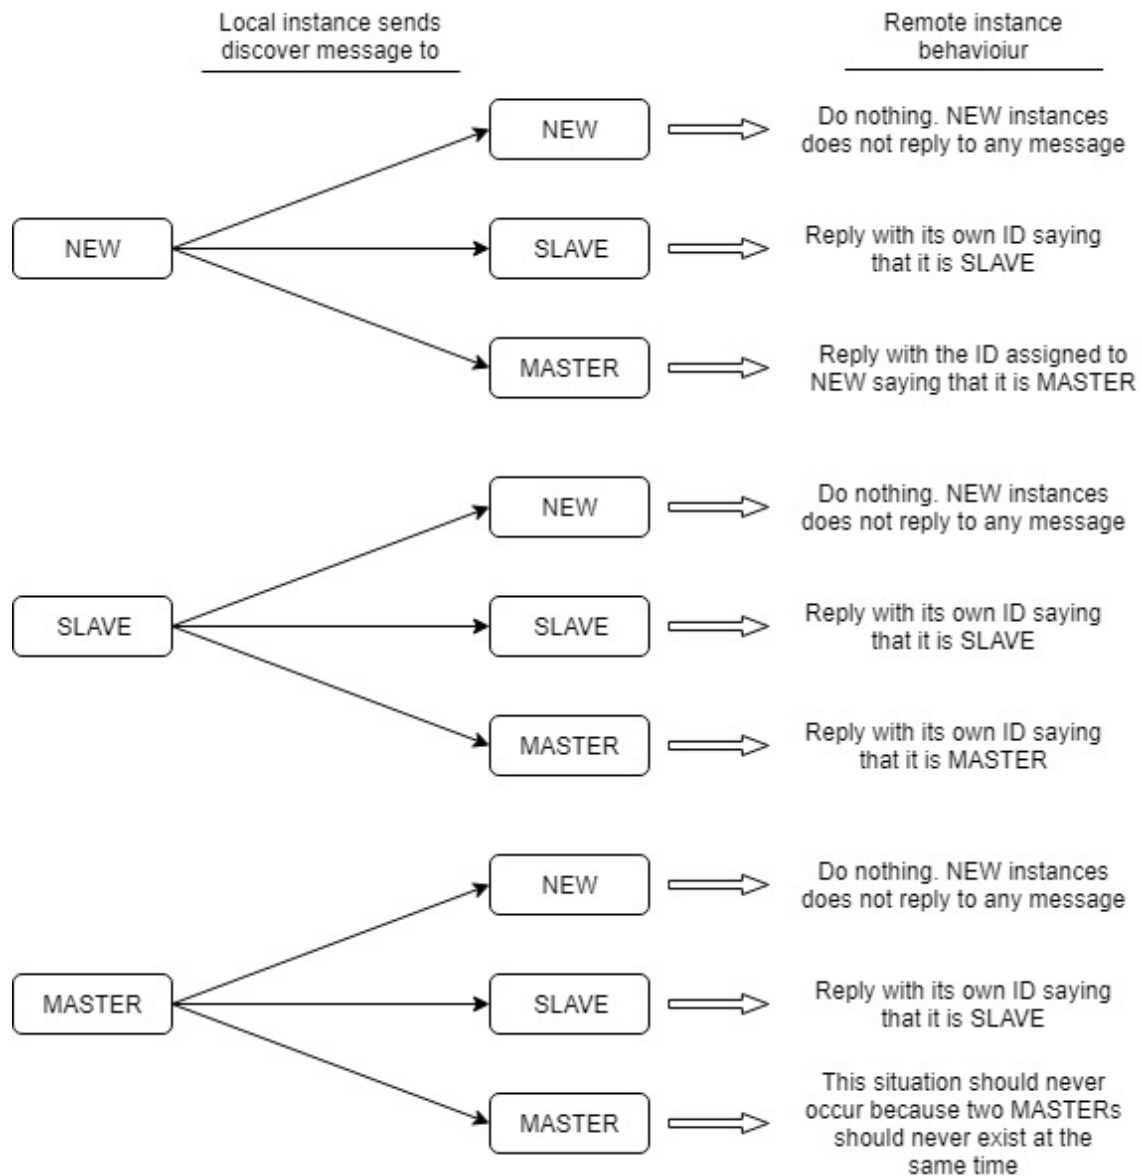 Local instance sends
discover message to
Remote instance
behavioiur
NEW
NEW
Do nothing. NEW instances
does not reply to any message
SLAVE
Reply with its own ID saying
that it is SLAVE
MASTER
Reply with the ID assigned to
NEW saying that it is MASTER
SLAVE
NEW
Do nothing. NEW instances
does not reply to any message
SLAVE
Reply with its own ID saying
that it is SLAVE
MASTER
Reply with its own ID saying
that it is MASTER
MASTER
NEW
Do nothing. NEW instances
does not reply to any message
SLAVE
Reply with its own ID saying
that it is SLAVE
MASTER
This situation should never
occur because two MASTERs
should never exist at the
same time